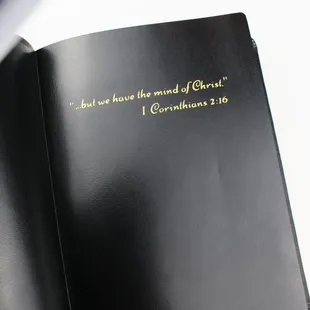 "...but we have the mind of Christ."
1 Corinthians 2:16